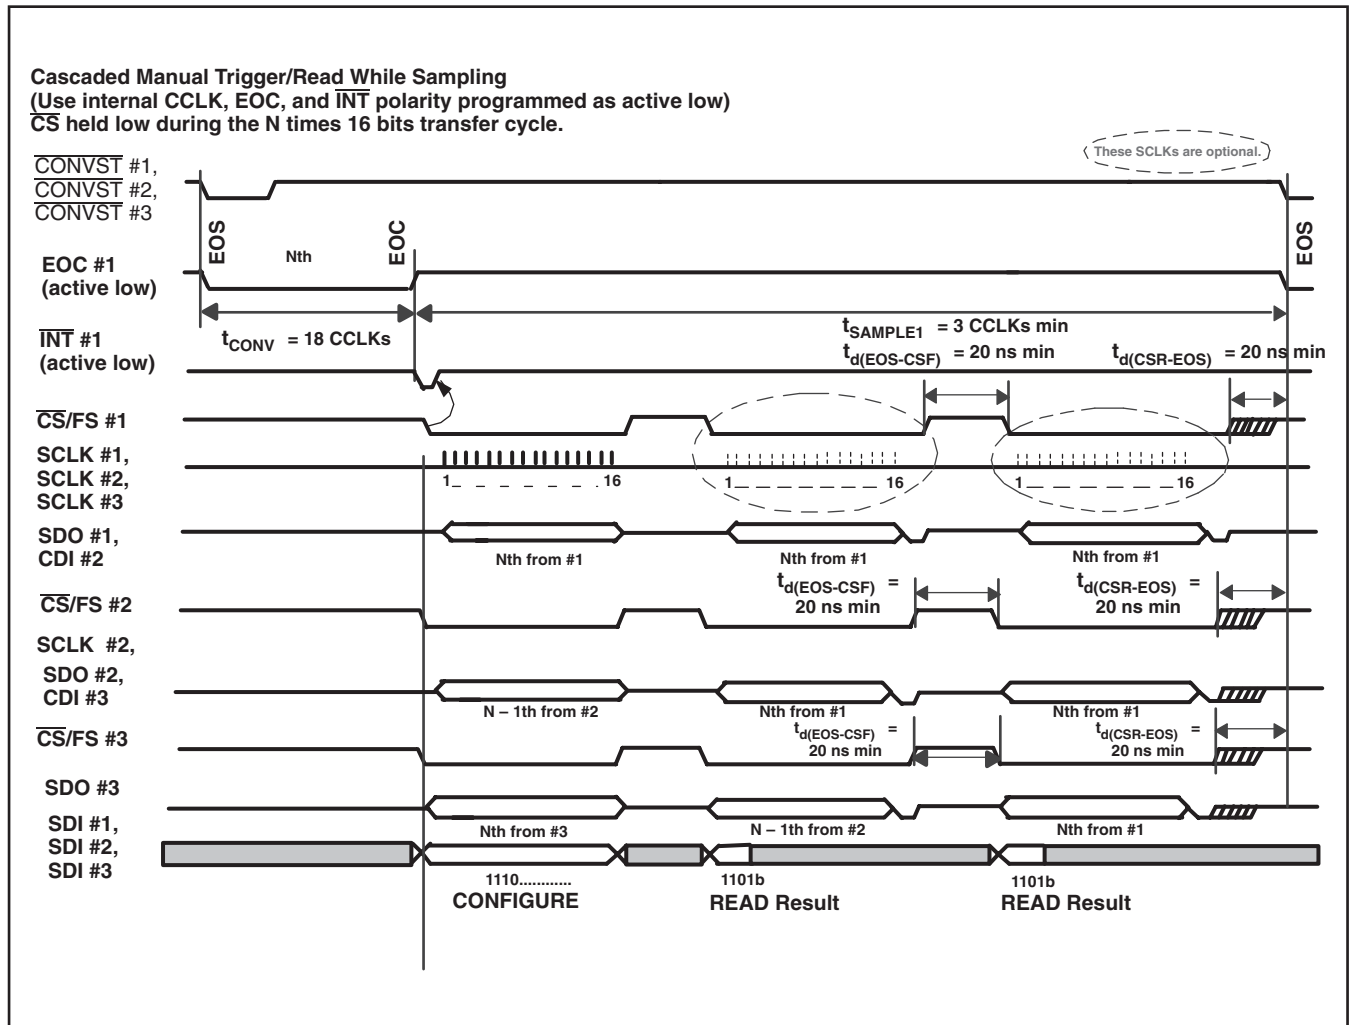 Cascaded Manual Trigger/Read While Sampling
(Use internal CCLK, EOC, and INT polarity programmed as active low)
CS held low during the N times 16 bits transfer cycle.
These SCLKs are optional.
CONVST #1,
CONVST #2,
CONVST #3
EOS
EOC
EOS
Nth
EOC #1
(active low)
tCONV = 18 CCLKs
tSAMPLE1 = 3 CCLKs min
INT #1
(active low)
td(EOS-CSF) = 20 ns min
td(CSR-EOS) = 20 ns min
CS/FS #1
SCLK #1,
SCLK #2,
SCLK #3
1 _ _ _ _ _ _ 16
1 _ _ _ _ _ _ 16
1 _ _ _ _ _ _ 16
SDO #1,
CDI #2
Nth from #1
Nth from #1
Nth from #1
td(EOS-CSF) =
20 ns min
td(CSR-EOS) =
20 ns min
CS/FS #2
SCLK #2,
SDO #2,
CDI #3
N – 1th from #2
Nth from #1
Nth from #1
td(EOS-CSF) =
20 ns min
td(CSR-EOS) =
20 ns min
CS/FS #3
SDO #3
Nth from #3
N – 1th from #2
Nth from #1
SDI #1,
SDI #2,
SDI #3
1110............
CONFIGURE
1101b
READ Result
1101b
READ Result